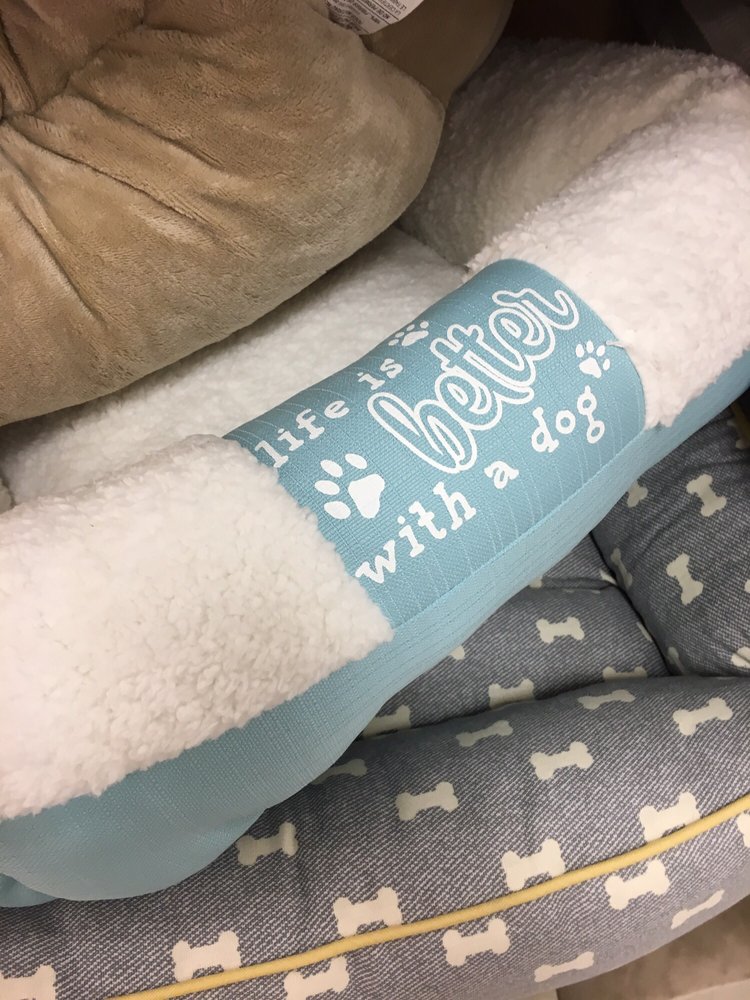 life is
better
with a dog